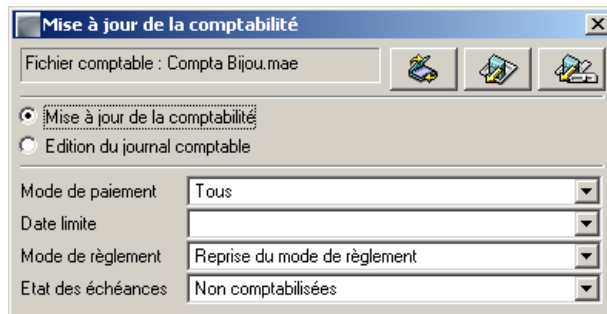 Mise à jour de la comptabilité
Fichier comptable : Compta Bijou.mae
Mise à jour de la comptabilité
Edition du journal comptable
Mode de paiement Tous
Date limite
Mode de règlement Reprise du mode de règlement
Etat des échéances Non comptabilisées